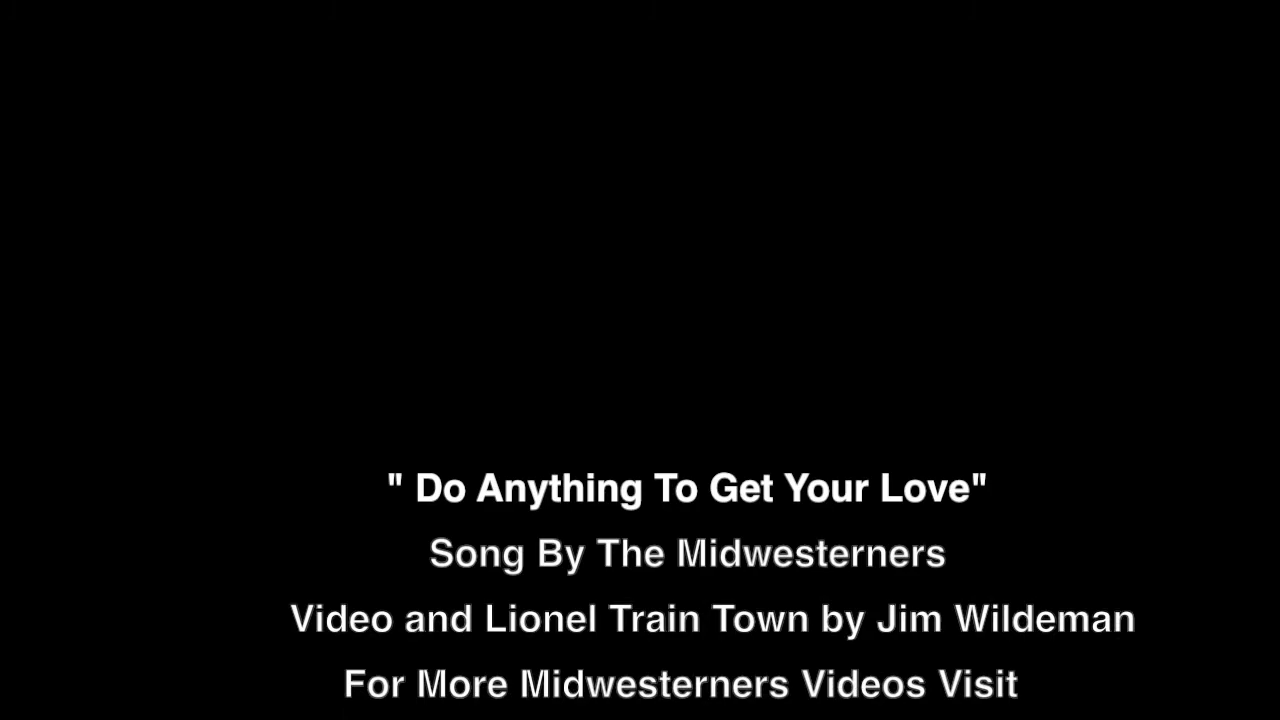 " Do Anything To Get Your Love"
Song By The Midwesterners
Video and Lionel Train Town by Jim Wildeman
For More Midwesterners Videos Visit